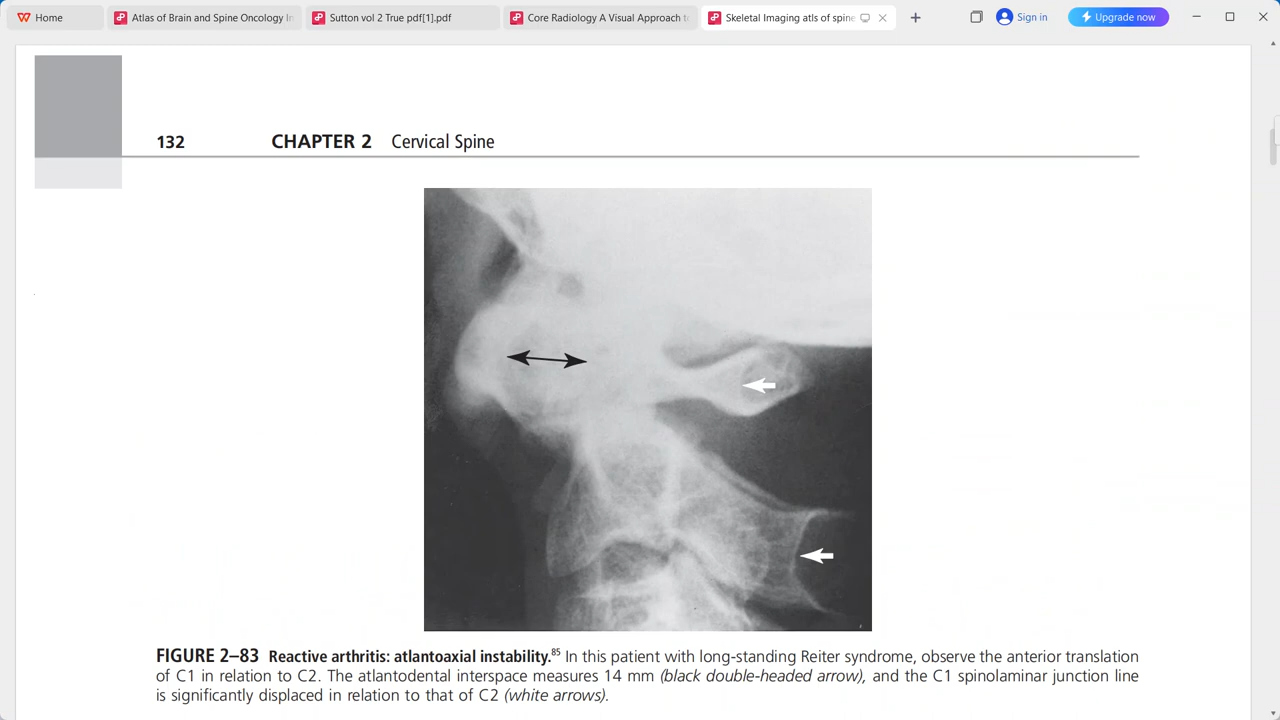 Home
Atlas of Brain and Spine Oncology
Sutton vol 2 True pdf[1].pdf
Core Radiology A Visual Approach
Skeletal Imaging atls of spine
Sign in
Upgrade now
132 CHAPTER 2 Cervical Spine
FIGURE 2–83 Reactive arthritis: atlantoaxial instability.85 In this patient with long-standing Reiter syndrome, observe the anterior translation
of C1 in relation to C2. The atlantodental interspace measures 14 mm (black double-headed arrow), and the C1 spinolaminar junction line
is significantly displaced in relation to that of C2 (white arrows).